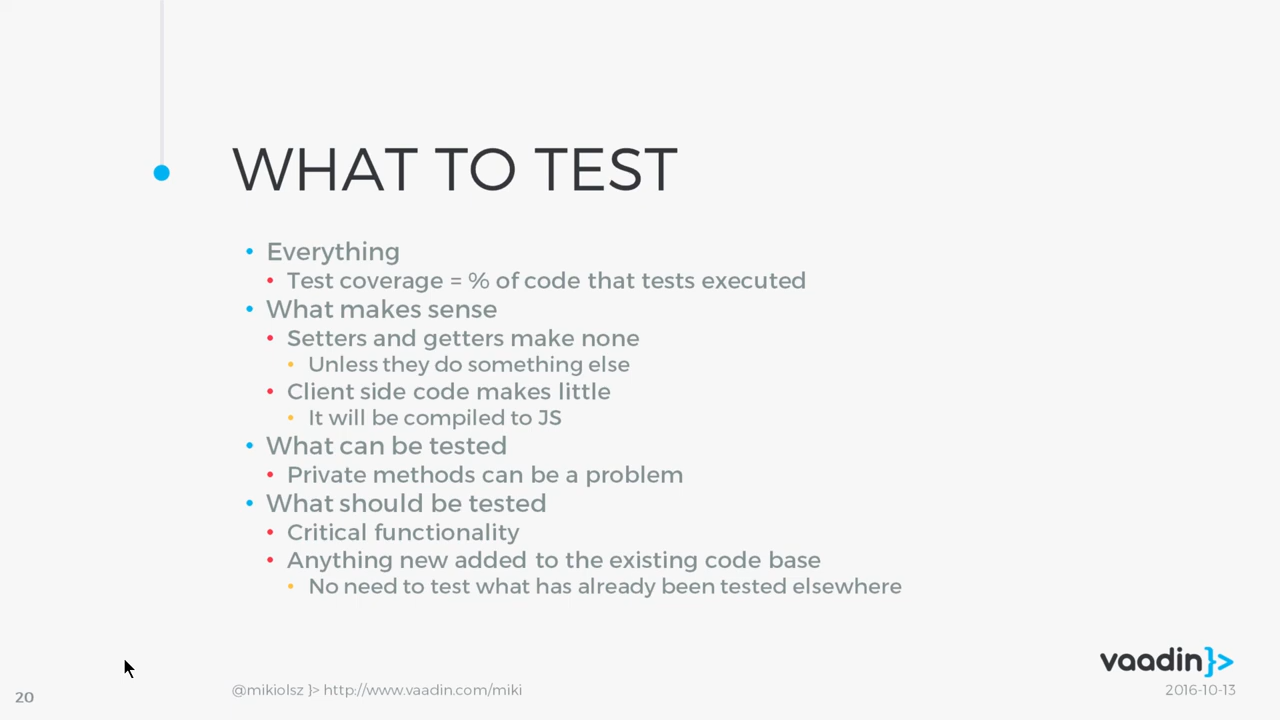 WHAT TO TEST
• Everything
• Test coverage = % of code that tests executed
• What makes sense
• Setters and getters make none
• Unless they do something else
• Client side code makes little
• It will be compiled to JS
• What can be tested
• Private methods can be a problem
• What should be tested
• Critical functionality
• Anything new added to the existing code base
• No need to test what has already been tested elsewhere
vaadin}>
20
@mikiolsz }> http://www.vaadin.com/miki
2016-10-13